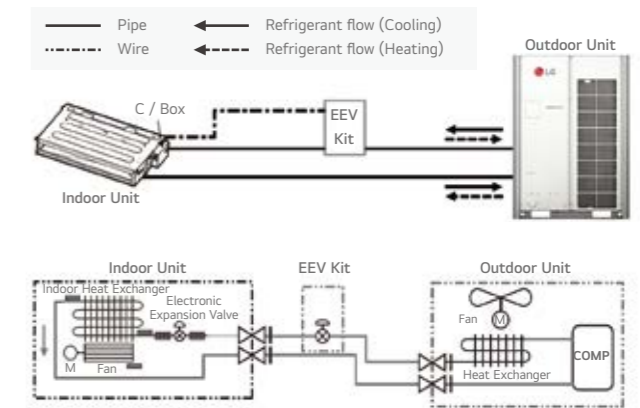 Pipe
Refrigerant flow (Cooling)
Wire
Refrigerant flow (Heating)
Outdoor Unit
LG
C / Box
EEV
Kit
Indoor Unit
Indoor Unit
EEV Kit
Outdoor Unit
Indoor Heat Exchanger
Electronic
Expansion Valve
Fan
M
M
Fan
COMP
Heat Exchanger